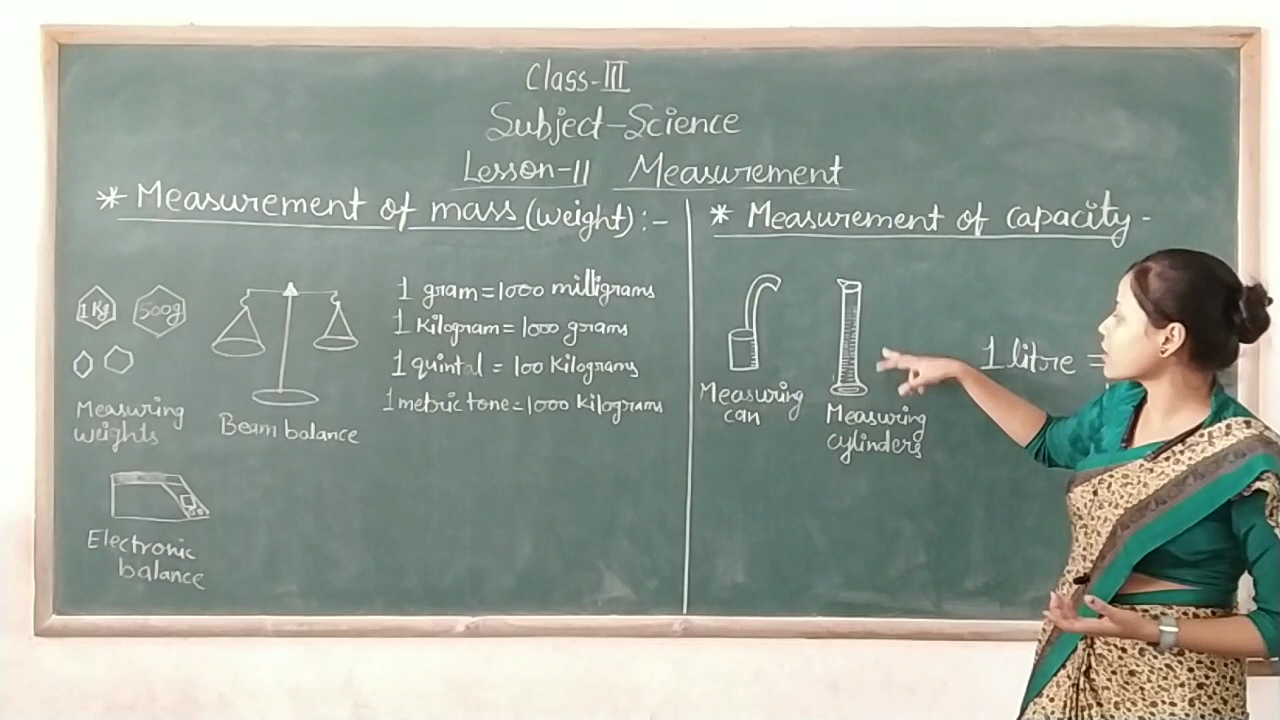 Class-III
Subject-Science
Lesson-11 Measurement
* Measurement of mass (weight) :-
1 Kg
500g
Measuring
weights
Beam balance
1 gram = 1000 milligrams
1 Kilogram = 1000 grams
1 quintal = 100 Kilograms
1 metric tone = 1000 kilograms
Electronic
balance
* Measurement of capacity -
Measuring
can
Measuring
cylinders
1 litre =